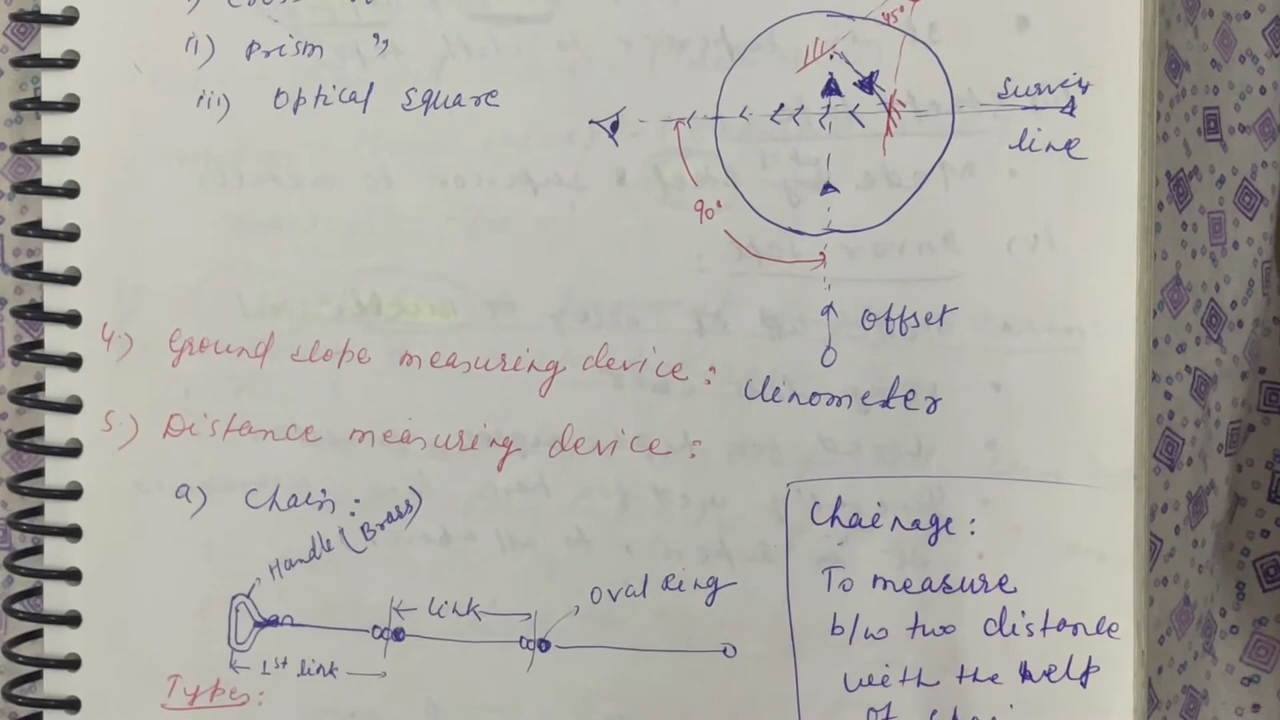 ii) Prism "
iii) Optical square
45°
survey
line
90°
offset
4.) Ground slope measuring device: Clinometer
5.) Distance measuring device:
a) Chain:
Handle (Brass)
link
oval Ring
1st link
Types:
Chainage:
To measure
b/w two distance
with the help
of